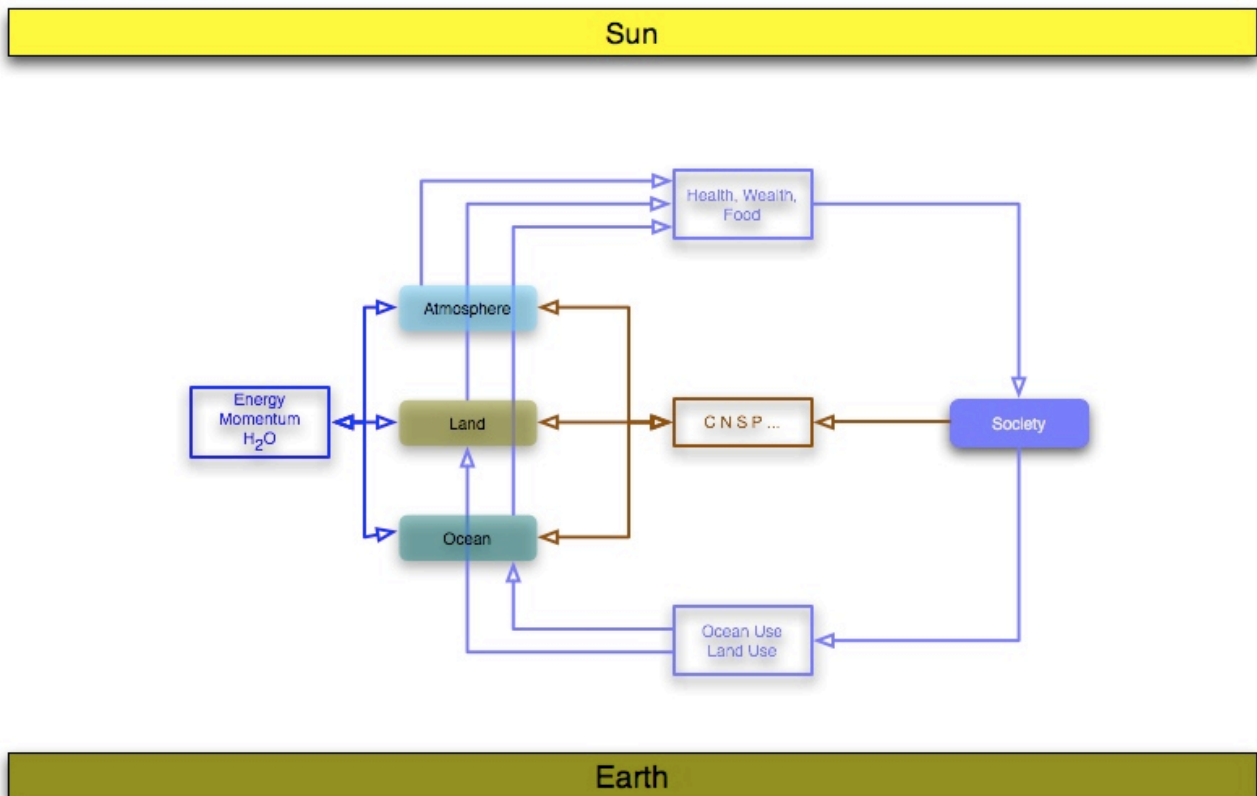 Sun
Health, Wealth,
Food
Atmosphere
Energy
Momentum
H₂O
Land
C N S P ...
Society
Ocean
Ocean Use
Land Use
Earth